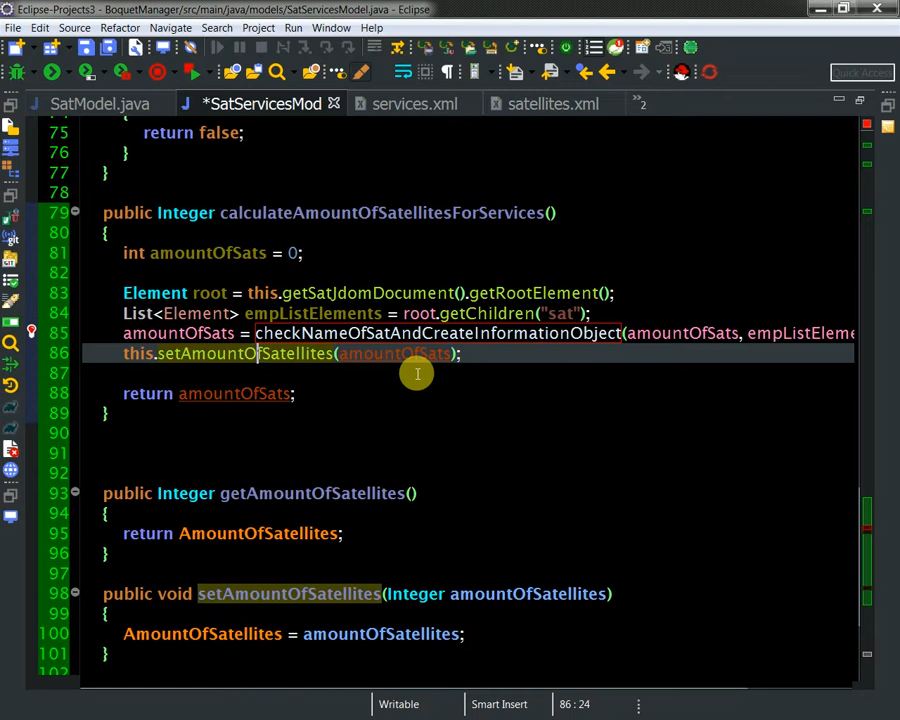 Eclipse-Projects3 - BoquetManager/src/main/java/models/SatServicesModel.java - Eclipse
File Edit Source Refactor Navigate Search Project Run Window Help
Quick Access
SatModel.java *SatServicesMod services.xml satellites.xml »2
75 return false;
76 }
77 }
78
79 public Integer calculateAmountOfSatellitesForServices()
80 {
81 int amountOfSats = 0;
82
83 Element root = this.getSatJdomDocument().getRootElement();
84 List<Element> empListElements = root.getChildren("sat");
85 amountOfSats = checkNameOfSatAndCreateInformationObject(amountOfSats, empListEleme
86 this.setAmountOfSatellites(amountOfSats);
87
88 return amountOfSats;
89 }
90
91
92
93 public Integer getAmountOfSatellites()
94 {
95 return AmountOfSatellites;
96 }
97
98 public void setAmountOfSatellites(Integer amountOfSatellites)
99 {
100 AmountOfSatellites = amountOfSatellites;
101 }
102
Writable Smart Insert 86 : 24